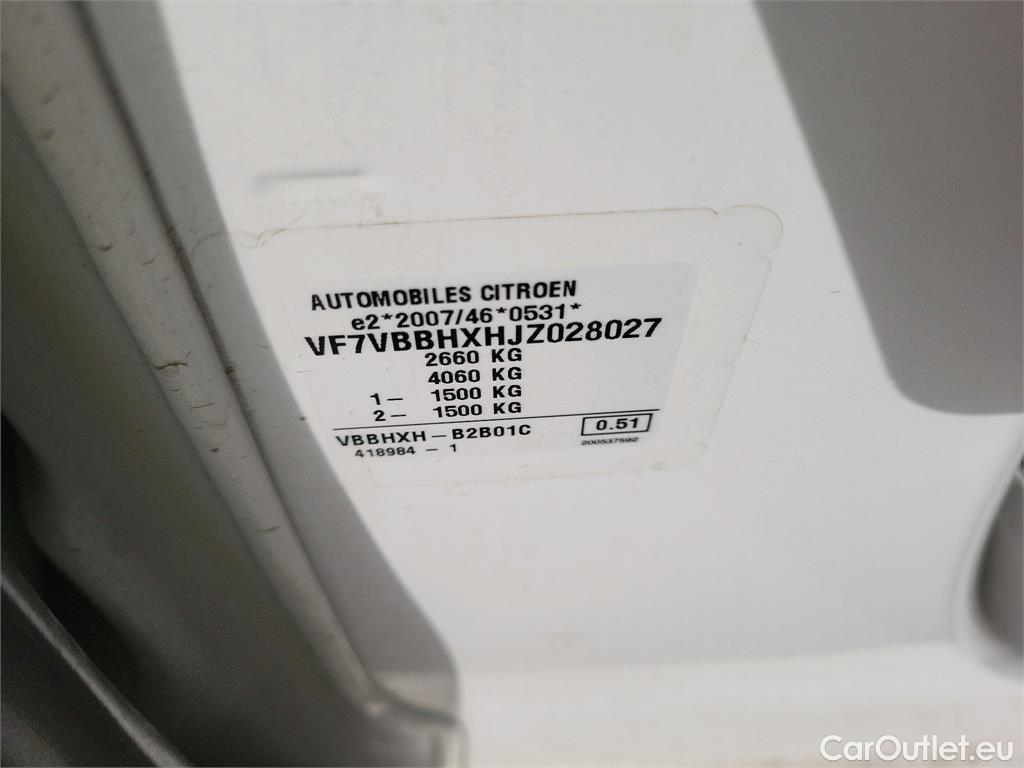 AUTOMOBILES CITROEN
e2*2007/46*0531*
VF7VBBHXHJZ028027
2660 KG
4060 KG
1- 1500 KG
2- 1500 KG
VBBHXH-B2B01C 0.51
418984-1 200537592
CarOutlet.eu